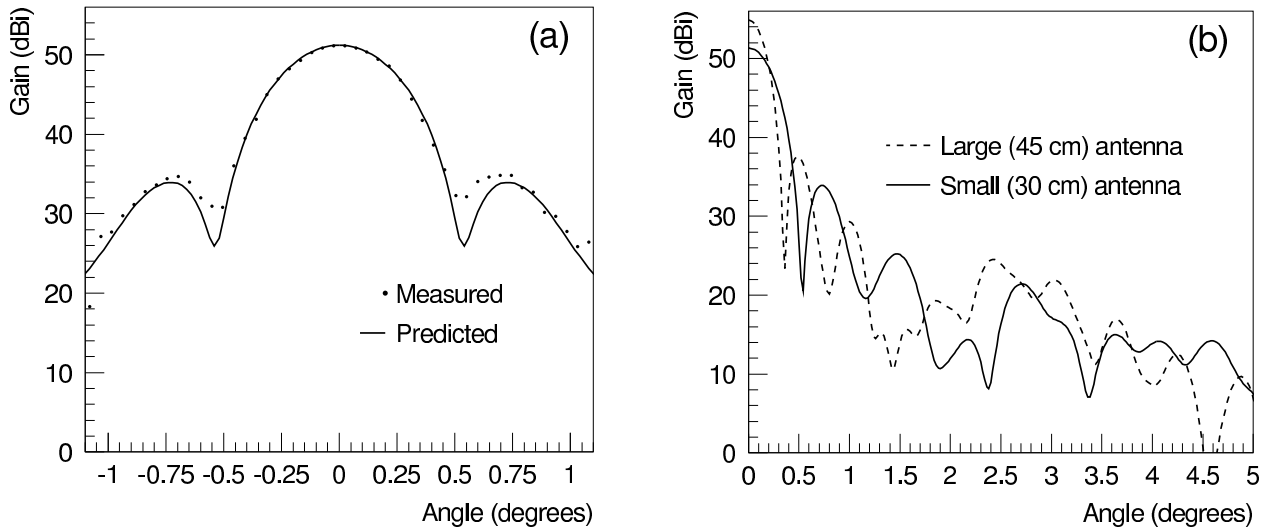 (a)
Gain (dBi)
50
40
30
20
10
0
Measured
Predicted
-1 -0.75 -0.5 -0.25 0 0.25 0.5 0.75 1
Angle (degrees)
(b)
Gain (dBi)
50
40
30
20
10
0
Large (45 cm) antenna
Small (30 cm) antenna
0 0.5 1 1.5 2 2.5 3 3.5 4 4.5 5
Angle (degrees)